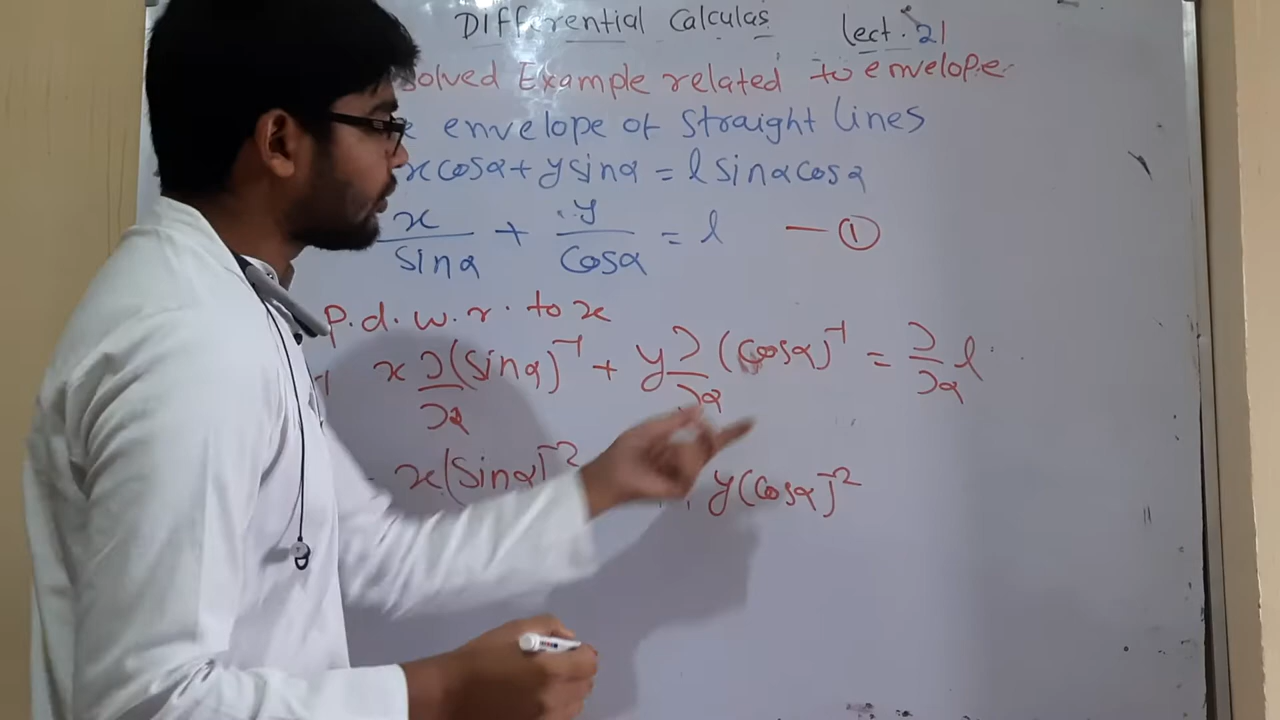 Differential Calculas lect. 21
solved Example related to envelope
envelope of straight lines
x cosα + y sinα = l sinα cosα
x/sinα + y/cosα = l — ①
P.d.w.r. to x
x ∂/∂α (sinα)⁻¹ + y ∂/∂α (cosα)⁻¹ = ∂/∂α l
x(sinα)⁻² y(cosα)⁻²